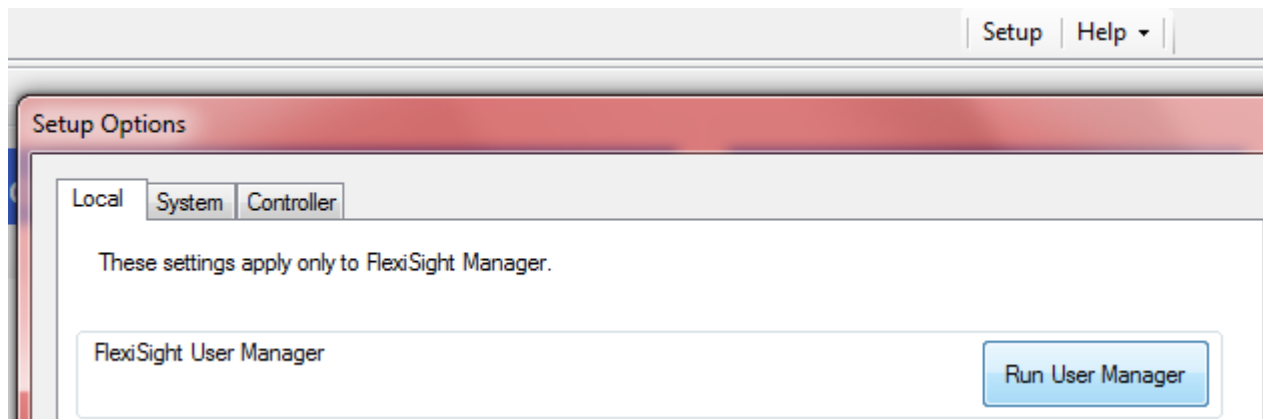 Setup Help
Setup Options
Local System Controller
These settings apply only to FlexiSight Manager.
FlexiSight User Manager
Run User Manager